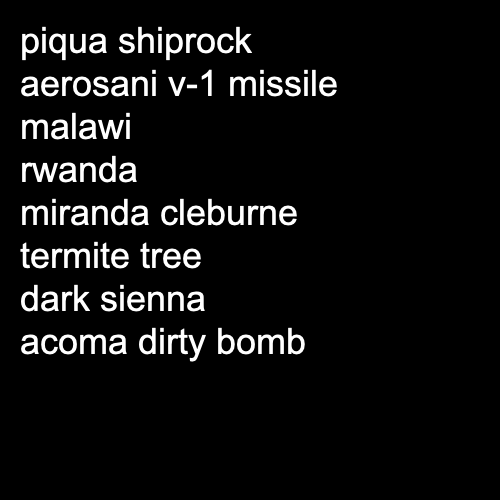 piqua shiprock
aerosani v-1 missile
malawi
rwanda
miranda cleburne
termite tree
dark sienna
acoma dirty bomb